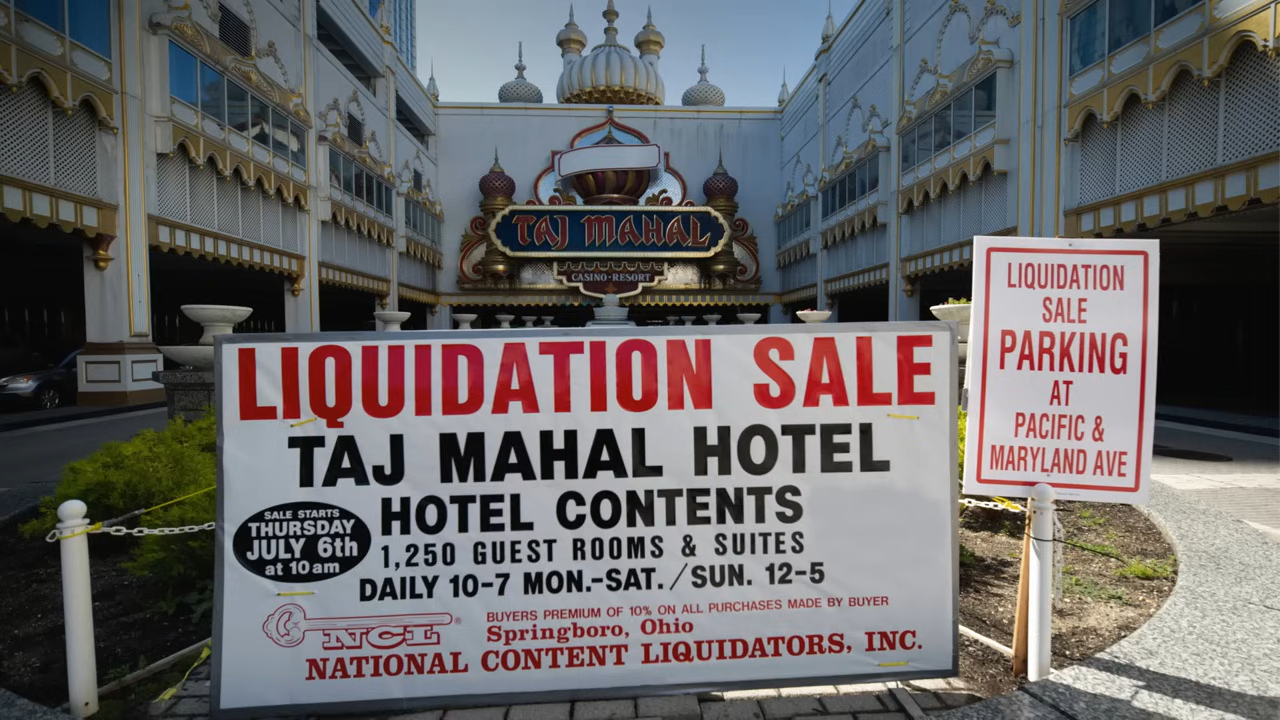 TAJ MAHAL
CASINO · RESORT
LIQUIDATION SALE
TAJ MAHAL HOTEL
HOTEL CONTENTS
SALE STARTS
THURSDAY
JULY 6th
at 10 am
1,250 GUEST ROOMS & SUITES
DAILY 10-7 MON.-SAT. / SUN. 12-5
NCL®
BUYERS PREMIUM OF 10% ON ALL PURCHASES MADE BY BUYER
Springboro, Ohio
NATIONAL CONTENT LIQUIDATORS, INC.
LIQUIDATION
SALE
PARKING
AT
PACIFIC &
MARYLAND AVE